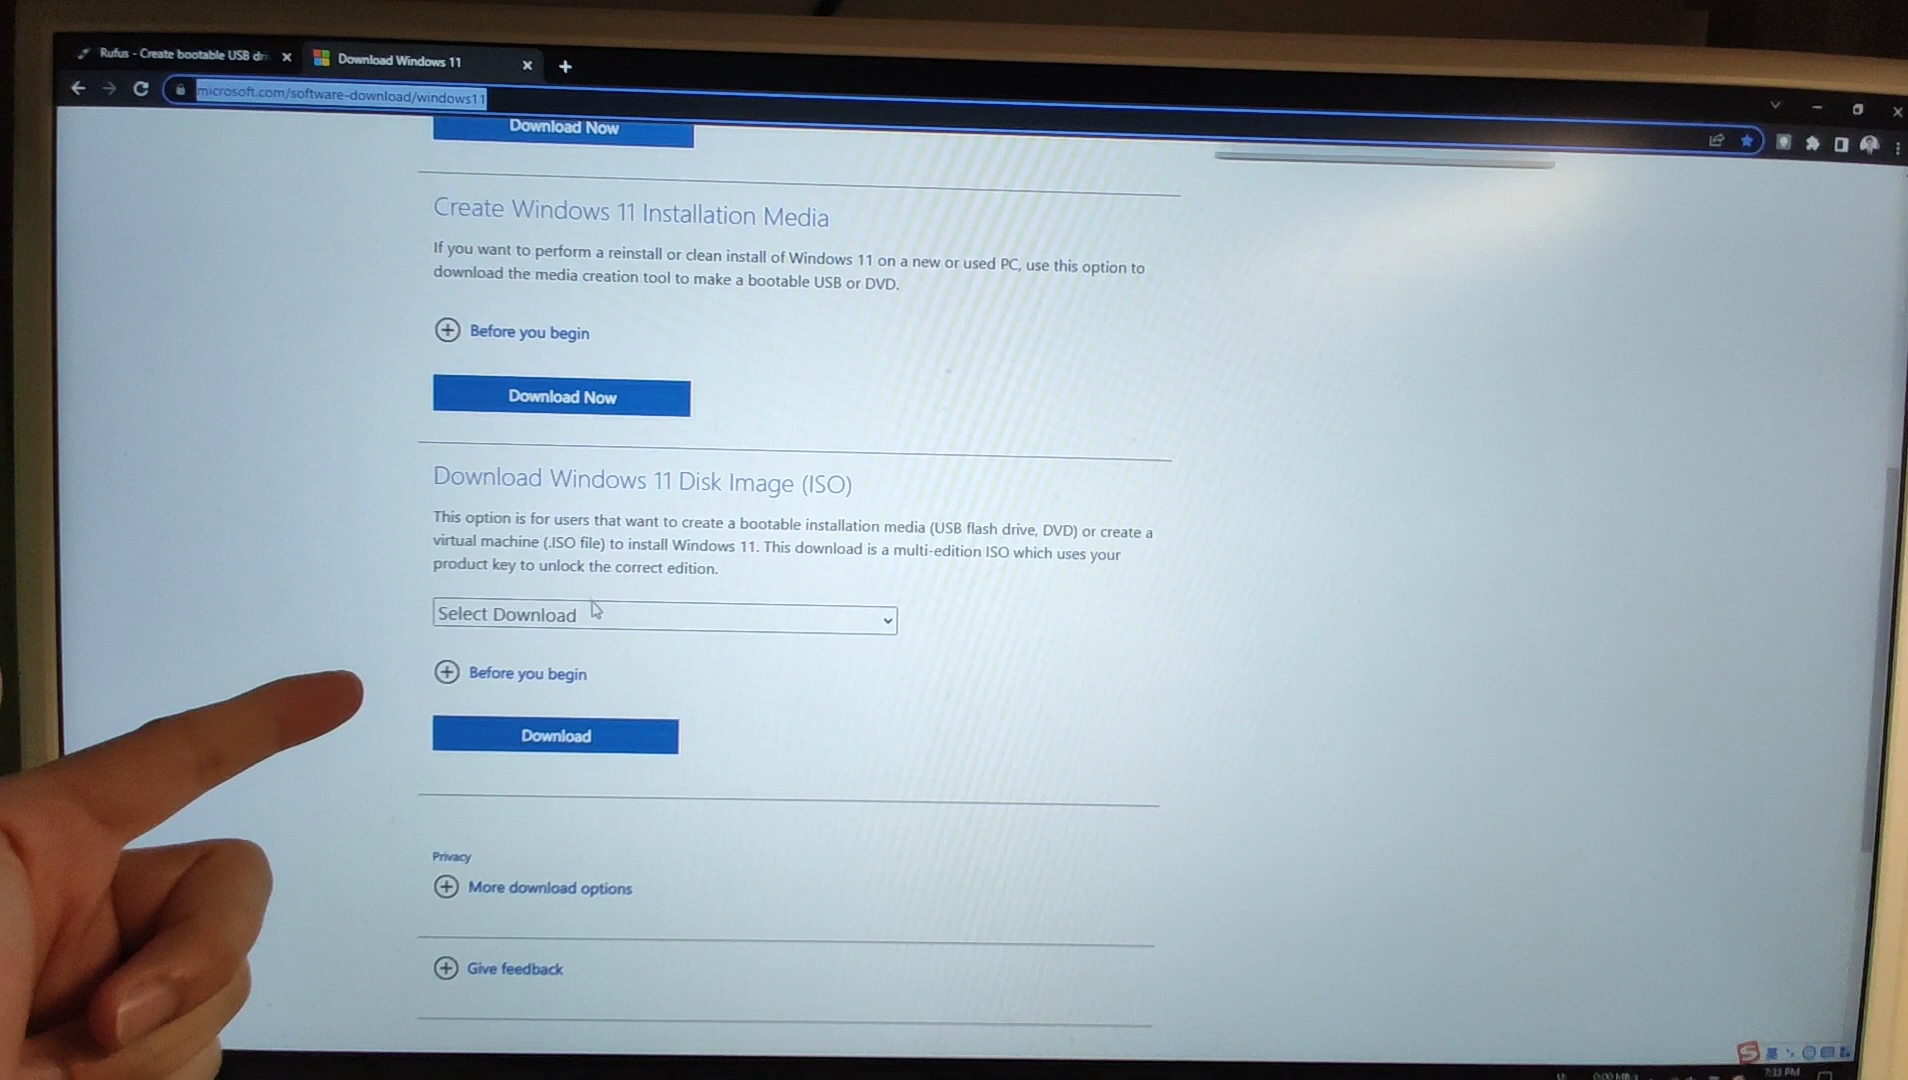 Rufus - Create bootable USB dri
Download Windows 11
microsoft.com/software-download/windows11
Download Now
Create Windows 11 Installation Media
If you want to perform a reinstall or clean install of Windows 11 on a new or used PC, use this option to
download the media creation tool to make a bootable USB or DVD.
Before you begin
Download Now
Download Windows 11 Disk Image (ISO)
This option is for users that want to create a bootable installation media (USB flash drive, DVD) or create a
virtual machine (.ISO file) to install Windows 11. This download is a multi-edition ISO which uses your
product key to unlock the correct edition.
Select Download
Before you begin
Download
Privacy
More download options
Give feedback
S 英
7:33 PM